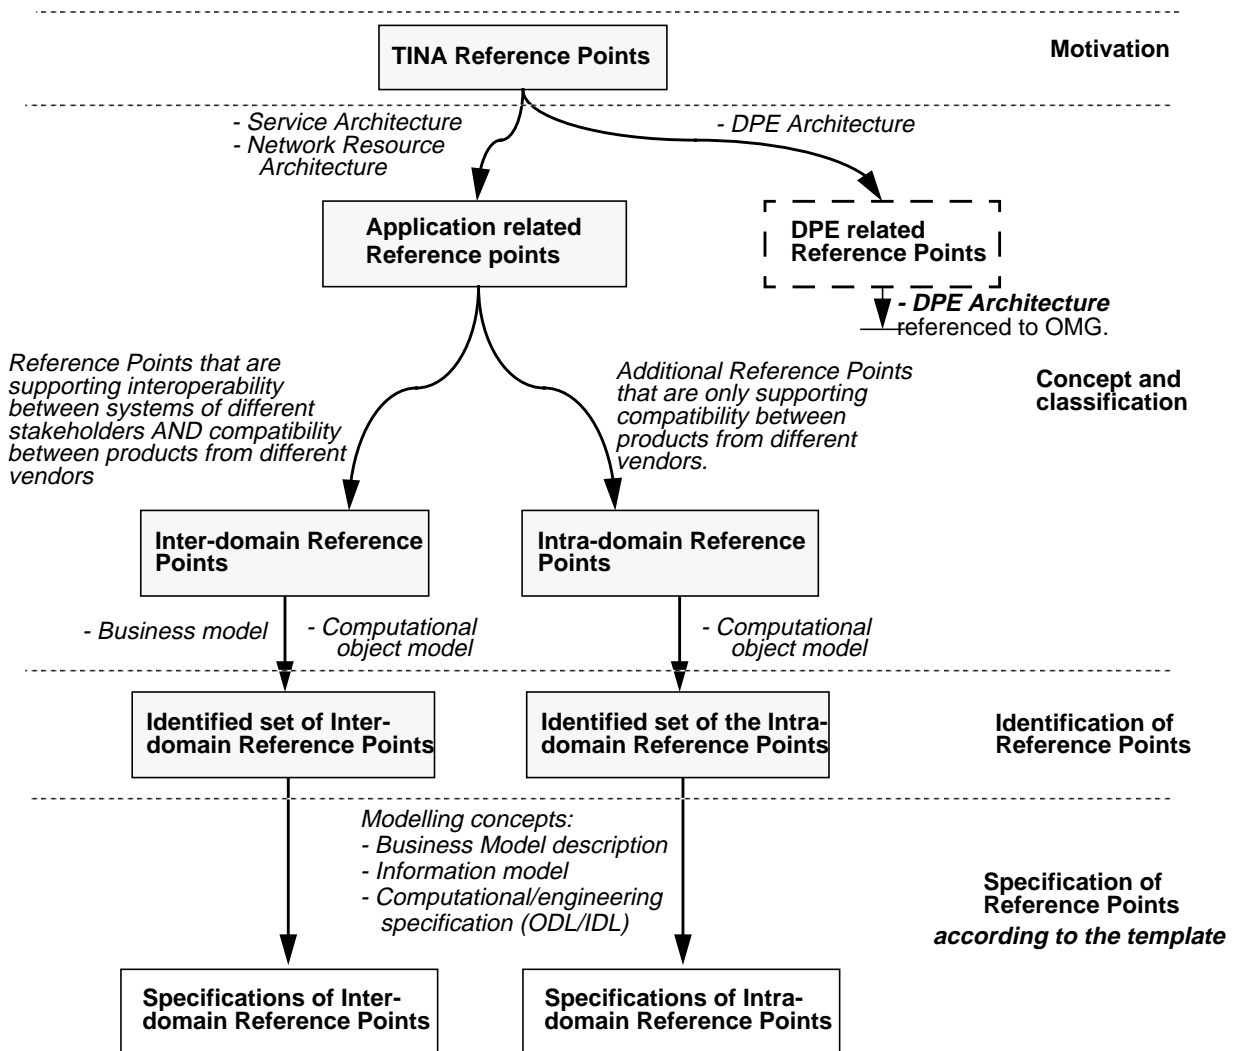 TINA Reference Points
Motivation
- Service Architecture
- Network Resource
Architecture
- DPE Architecture
Application related
Reference points
DPE related
Reference Points
- DPE Architecture
referenced to OMG.
Reference Points that are
supporting interoperability
between systems of different
stakeholders AND compatibility
between products from different
vendors
Additional Reference Points
that are only supporting
compatibility between
products from different
vendors.
Concept and
classification
Inter-domain Reference
Points
Intra-domain Reference
Points
- Business model
- Computational
object model
- Computational
object model
Identified set of Inter-
domain Reference Points
Identified set of the Intra-
domain Reference Points
Identification of
Reference Points
Modelling concepts:
- Business Model description
- Information model
- Computational/engineering
specification (ODL/IDL)
Specification of
Reference Points
according to the template
Specifications of Inter-
domain Reference Points
Specifications of Intra-
domain Reference Points